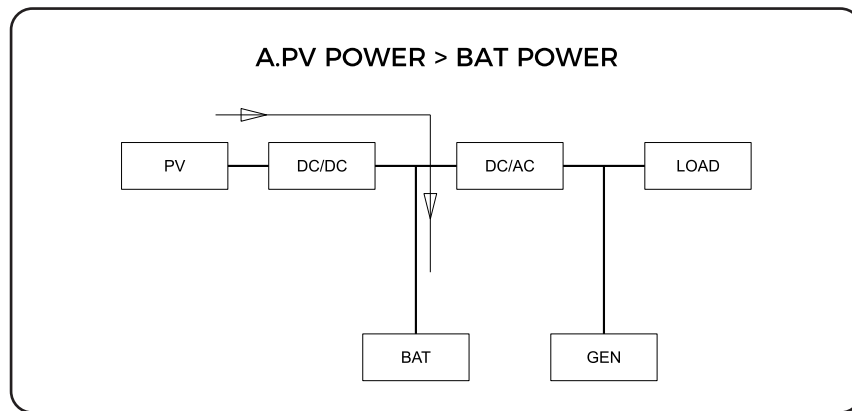 A.PV POWER > BAT POWER
PV
DC/DC
DC/AC
LOAD
BAT
GEN